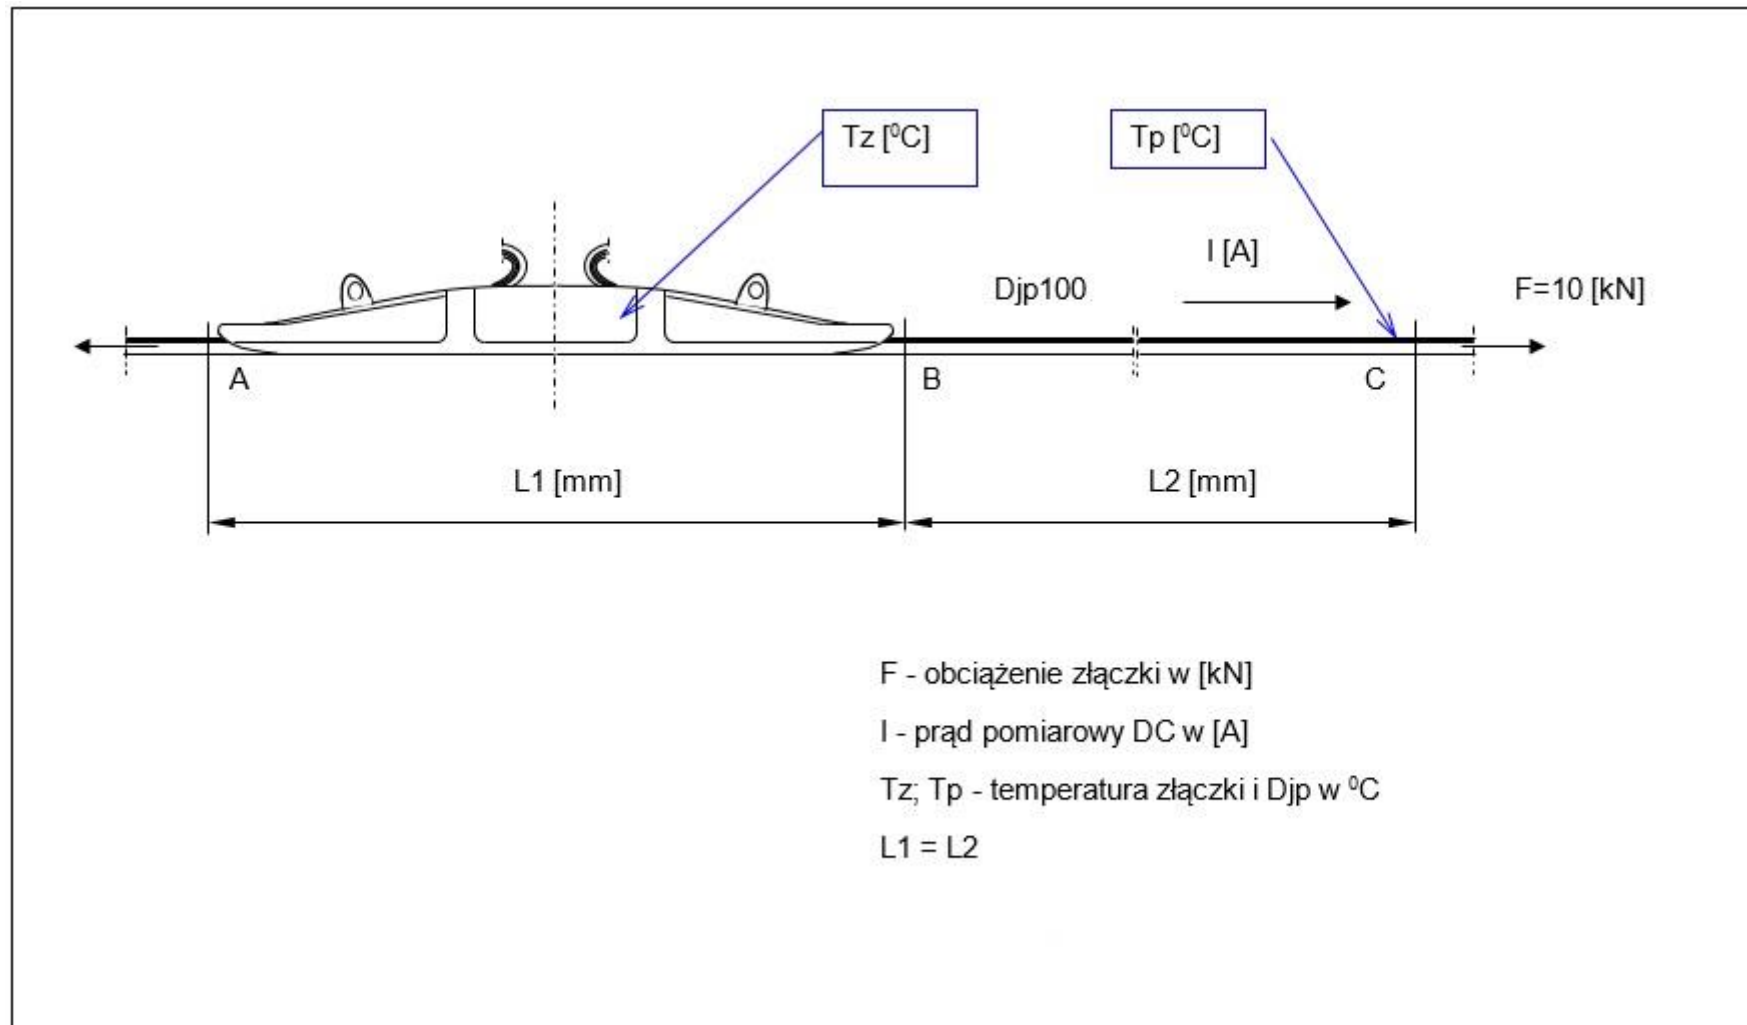 Tz [⁰C]
Tp [⁰C]
I [A]
Djp100
F=10 [kN]
A
B
C
L1 [mm]
L2 [mm]
F - obciążenie złączki w [kN]
I - prąd pomiarowy DC w [A]
Tz; Tp - temperatura złączki i Djp w ⁰C
L1 = L2